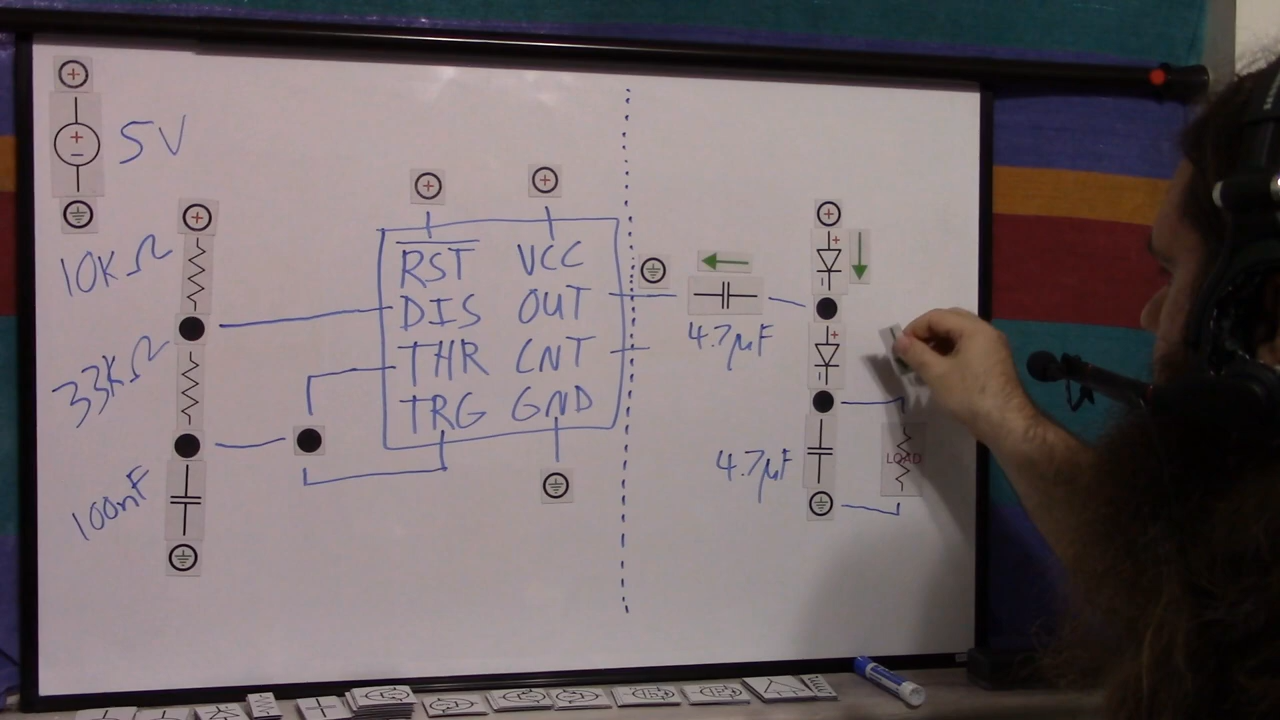 5V
10KΩ
33KΩ
100nF
RST VCC
DIS OUT
THR CNT
TRG GND
4.7µF
4.7µF
LOAD